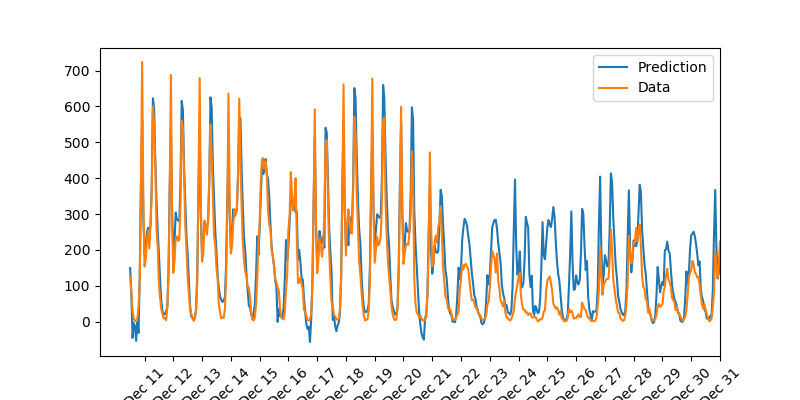 Prediction
Data
700
600
500
400
300
200
100
0
Dec 11
Dec 12
Dec 13
Dec 14
Dec 15
Dec 16
Dec 17
Dec 18
Dec 19
Dec 20
Dec 21
Dec 22
Dec 23
Dec 24
Dec 25
Dec 26
Dec 27
Dec 28
Dec 29
Dec 30
Dec 31